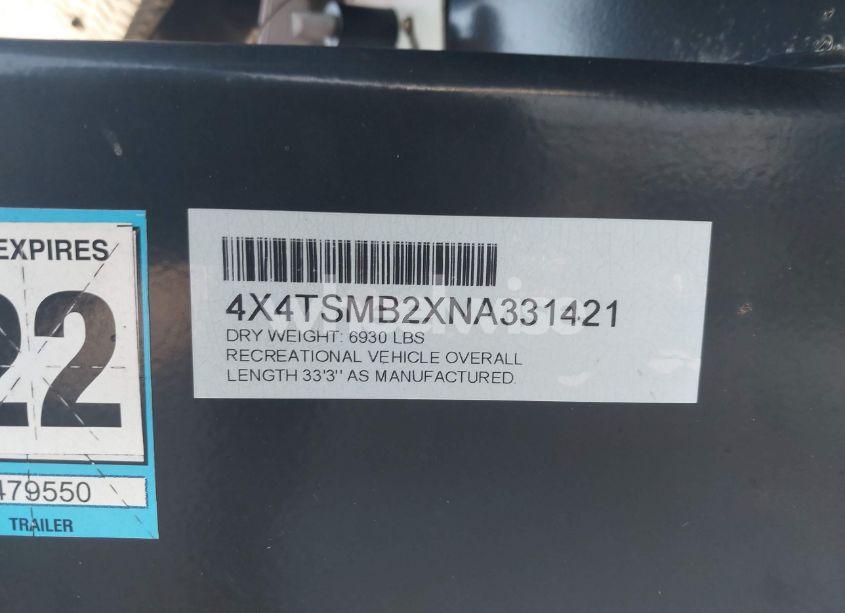 EXPIRES
22
479550
TRAILER
4X4TSMB2XNA331421
DRY WEIGHT: 6930 LBS
RECREATIONAL VEHICLE OVERALL
LENGTH 33'3'' AS MANUFACTURED.